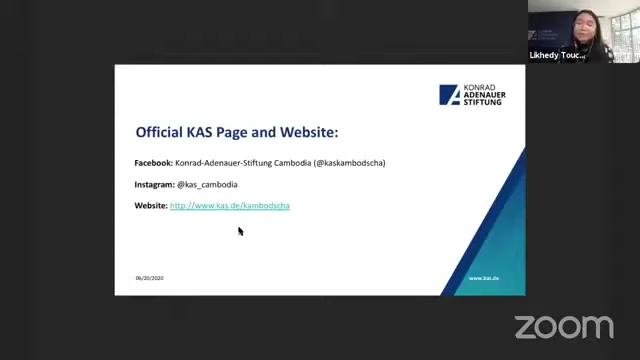 KONRAD
ADENAUER
STIFTUNG
Likhedy Touc...
Official KAS Page and Website:
Facebook: Konrad-Adenauer-Stiftung Cambodia (@kaskambodscha)
Instagram: @kas_cambodia
Website: http://www.kas.de/kambodscha
06/20/2020
www.kas.de
zoom